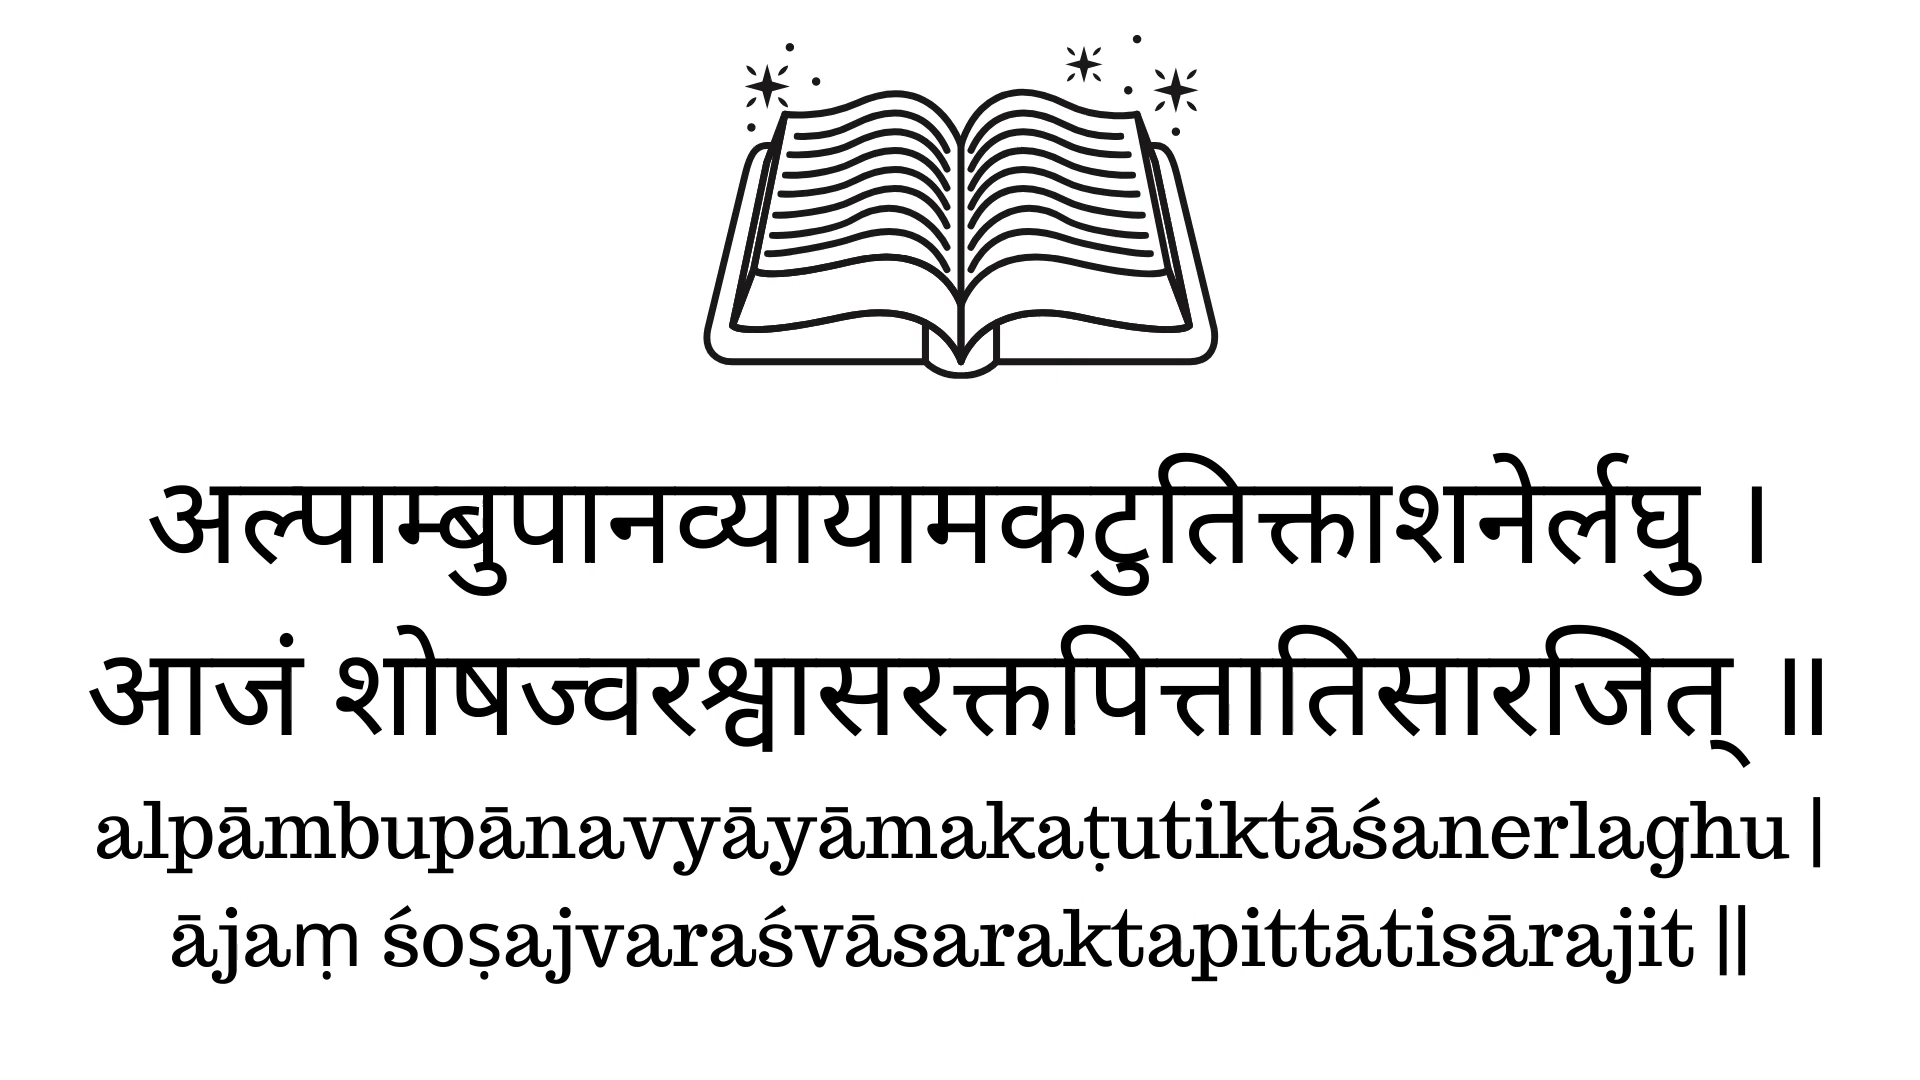 अल्पाम्बुपानव्यायामकटुतिक्ताशनेर्लघु ।
आजं शोषज्वरश्वासरक्तपित्तातिसारजित् ॥
alpāmbupānavyāyāmakaṭutiktāśanerlaghu |
ājaṃ śoṣajvaraśvāsaraktapittātisārajit ||